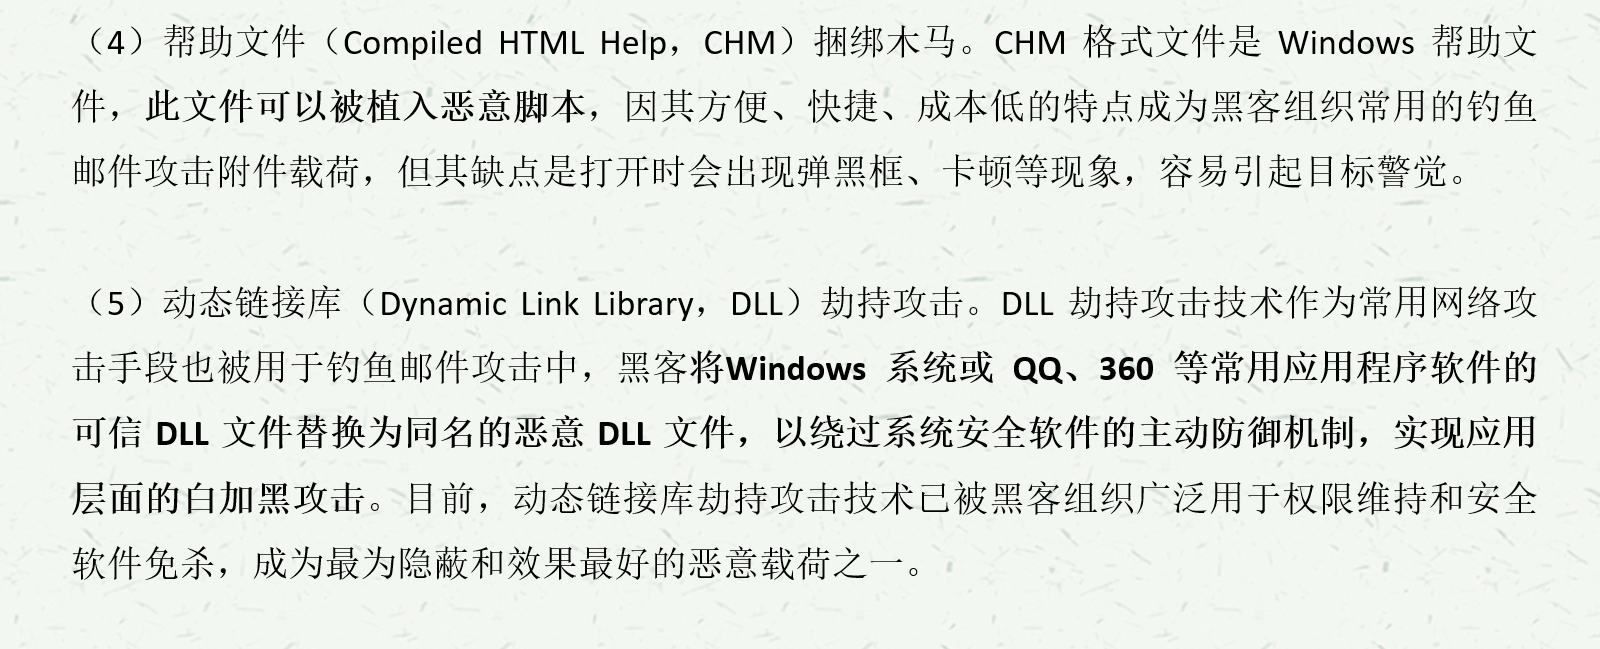 （4）帮助文件（Compiled HTML Help，CHM）捆绑木马。CHM 格式文件是 Windows 帮助文
件，此文件可以被植入恶意脚本，因其方便、快捷、成本低的特点成为黑客组织常用的钓鱼
邮件攻击附件载荷，但其缺点是打开时会出现弹黑框、卡顿等现象，容易引起目标警觉。
（5）动态链接库（Dynamic Link Library，DLL）劫持攻击。DLL 劫持攻击技术作为常用网络攻
击手段也被用于钓鱼邮件攻击中，黑客将Windows 系统或 QQ、360 等常用应用程序软件的
可信 DLL 文件替换为同名的恶意 DLL 文件，以绕过系统安全软件的主动防御机制，实现应用
层面的白加黑攻击。目前，动态链接库劫持攻击技术已被黑客组织广泛用于权限维持和安全
软件免杀，成为最为隐蔽和效果最好的恶意载荷之一。